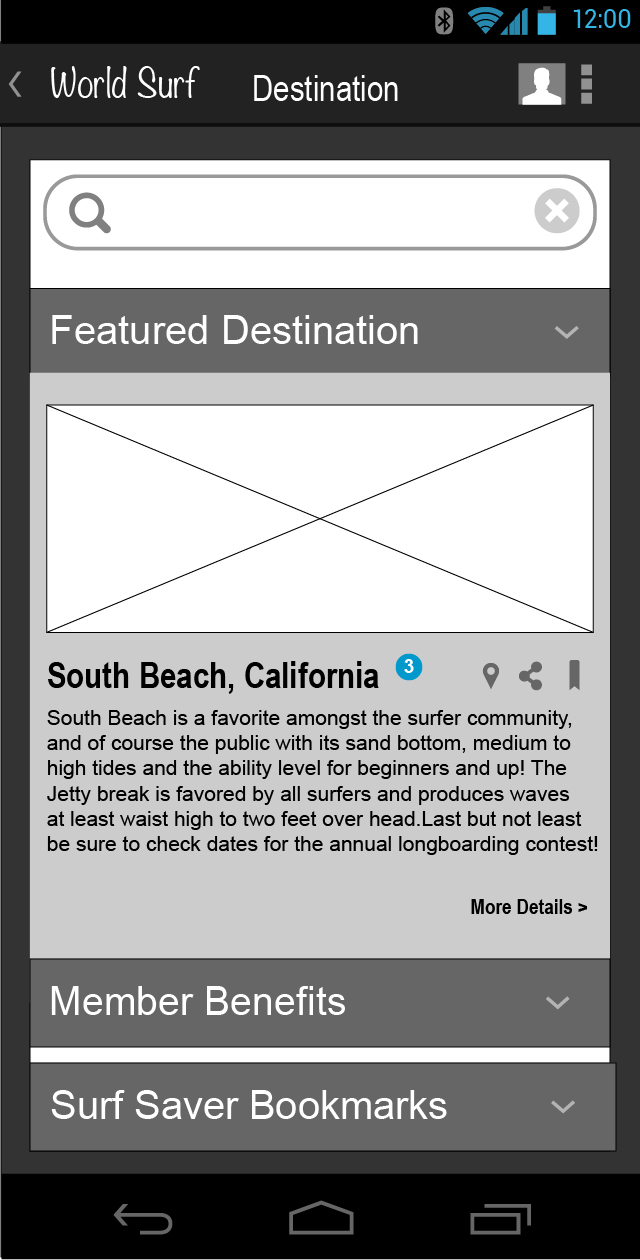 12:00
World Surf Destination
Featured Destination
South Beach, California 3
South Beach is a favorite amongst the surfer community,
and of course the public with its sand bottom, medium to
high tides and the ability level for beginners and up! The
Jetty break is favored by all surfers and produces waves
at least waist high to two feet over head.Last but not least
be sure to check dates for the annual longboarding contest!
More Details >
Member Benefits
Surf Saver Bookmarks